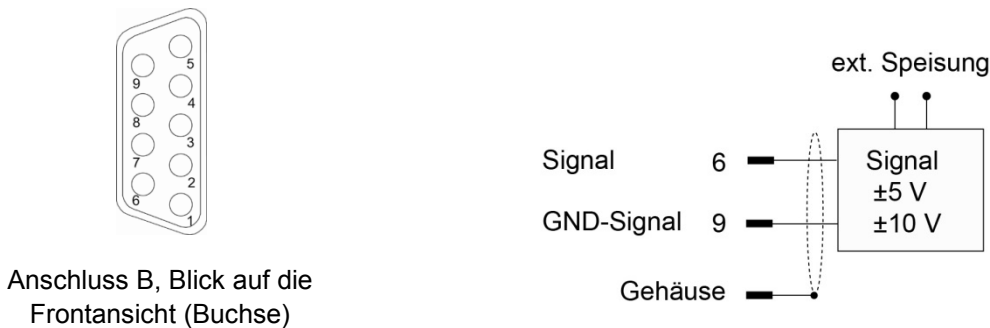 5
9
4
8
3
7
2
6
1
Anschluss B, Blick auf die
Frontansicht (Buchse)
ext. Speisung
Signal 6
GND-Signal 9
Gehäuse
Signal
±5 V
±10 V